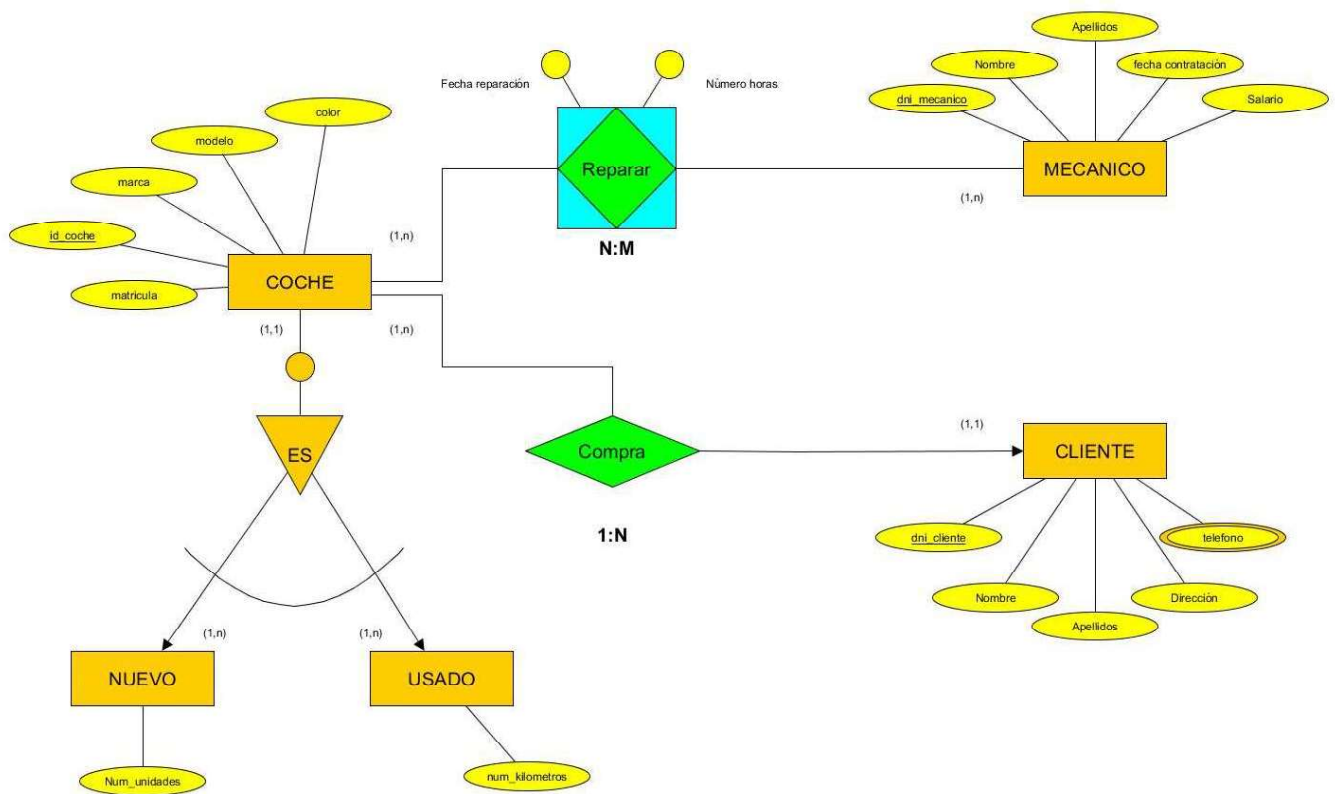 Apellidos
Nombre
fecha contratación
dni_mecanico
Salario
Fecha reparación
Número horas
color
modelo
marca
id_coche
matricula
Reparar
MECANICO
(1,n)
N:M
(1,n)
COCHE
(1,1)
(1,n)
ES
Compra
(1,1)
CLIENTE
1:N
dni_cliente
telefono
Nombre
Dirección
Apellidos
(1,n)
(1,n)
NUEVO
USADO
Num_unidades
num_kilometros